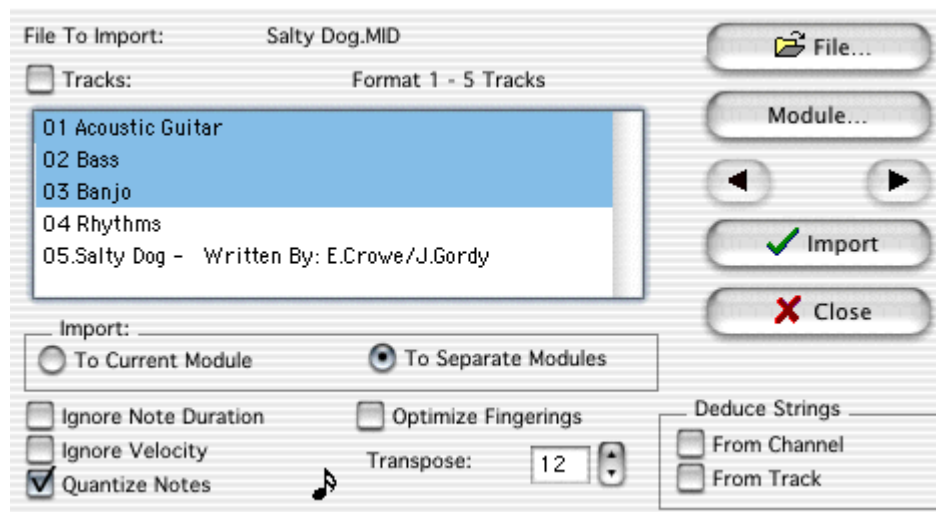 File To Import: Salty Dog.MID
File...
Tracks: Format 1 - 5 Tracks
Module...
01 Acoustic Guitar
02 Bass
03 Banjo
04 Rhythms
05.Salty Dog - Written By: E.Crowe/J.Gordy
Import
Close
Import:
To Current Module
To Separate Modules
Ignore Note Duration
Optimize Fingerings
Ignore Velocity
Transpose: 12
Quantize Notes
Deduce Strings
From Channel
From Track